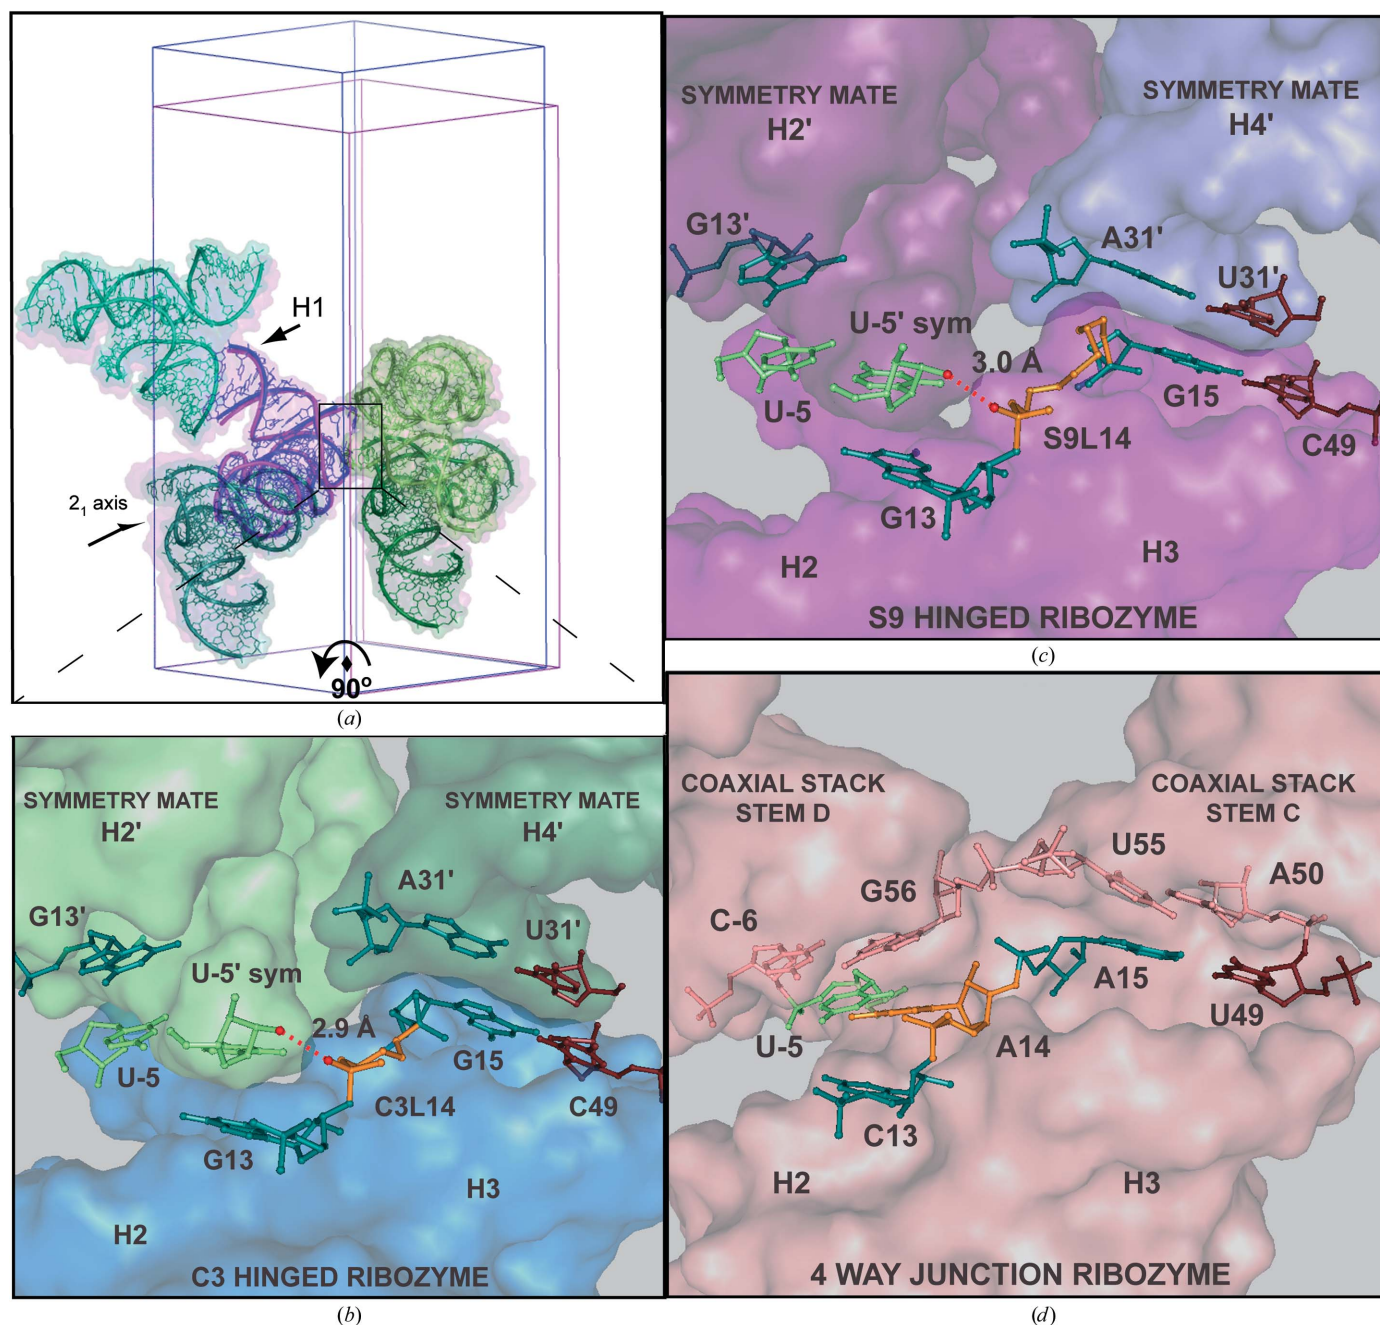 H1
2₁ axis
90°
(a)
SYMMETRY MATE
H2'
SYMMETRY MATE
H4'
G13'
A31'
U31'
U-5' sym
3.0 Å
U-5
G15
S9L14
C49
G13
H2
H3
S9 HINGED RIBOZYME
(c)
SYMMETRY MATE
H2'
SYMMETRY MATE
H4'
A31'
G13'
U31'
U-5' sym
2.9 Å
U-5
G15
C3L14
C49
G13
H3
H2
C3 HINGED RIBOZYME
(b)
COAXIAL STACK
STEM D
COAXIAL STACK
STEM C
U55
A50
G56
C-6
A15
U49
U-5
A14
C13
H2
H3
4 WAY JUNCTION RIBOZYME
(d)